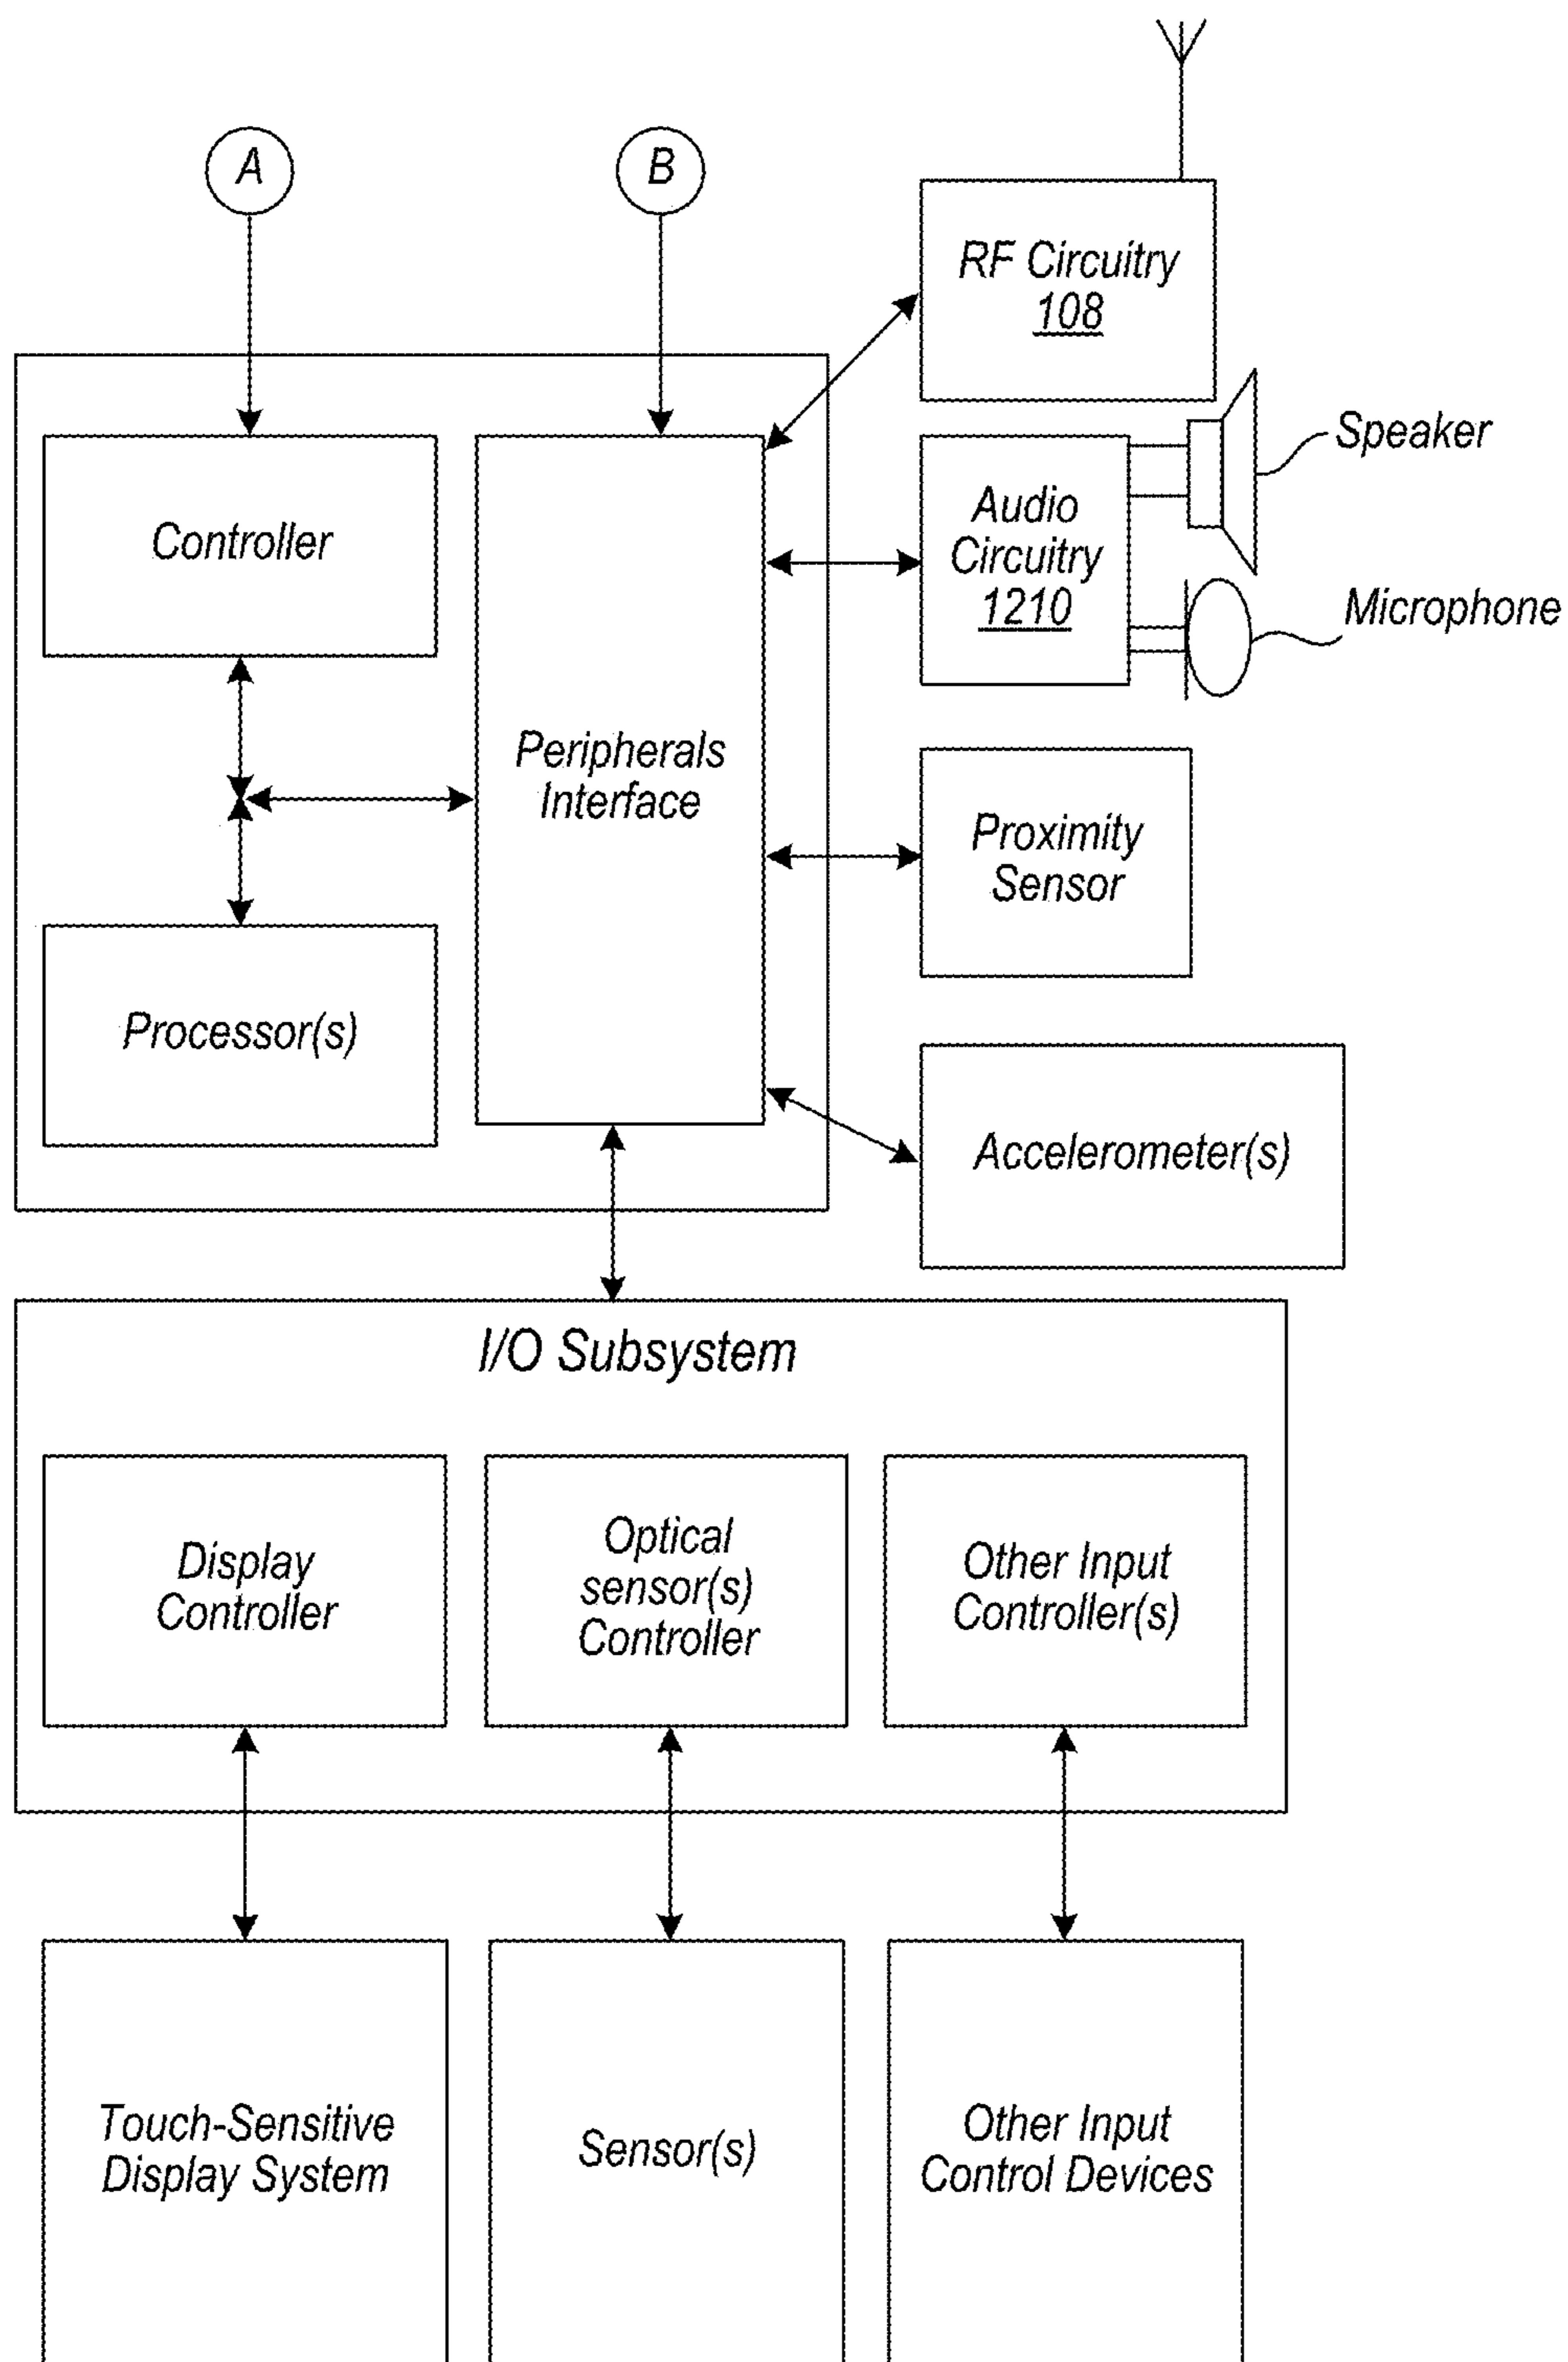 A
B
RF Circuitry
108
Speaker
Controller
Audio
Circuitry
1210
Microphone
Peripherals
Interface
Proximity
Sensor
Processor(s)
Accelerometer(s)
I/O Subsystem
Display
Controller
Optical
sensor(s)
Controller
Other Input
Controller(s)
Touch-Sensitive
Display System
Sensor(s)
Other Input
Control Devices